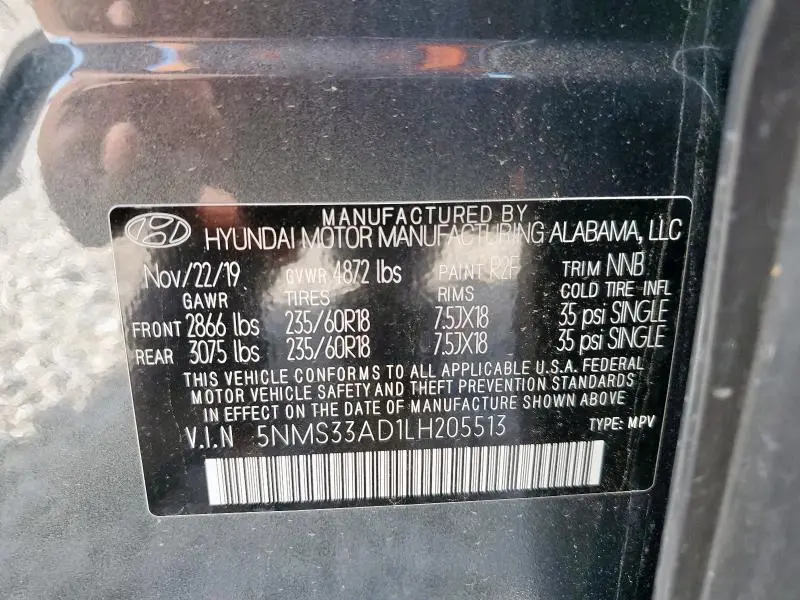 MANUFACTURED BY
HYUNDAI MOTOR MANUFACTURING ALABAMA, LLC
Nov/22/19 GVWR 4872 lbs PAINT R2F TRIM NNB
GAWR TIRES RIMS COLD TIRE INFL
FRONT 2866 lbs 235/60R18 7.5JX18 35 psi SINGLE
REAR 3075 lbs 235/60R18 7.5JX18 35 psi SINGLE
THIS VEHICLE CONFORMS TO ALL APPLICABLE U.S.A. FEDERAL
MOTOR VEHICLE SAFETY AND THEFT PREVENTION STANDARDS
IN EFFECT ON THE DATE OF MANUFACTURE SHOWN ABOVE.
V.I.N 5NMS33AD1LH205513 TYPE: MPV